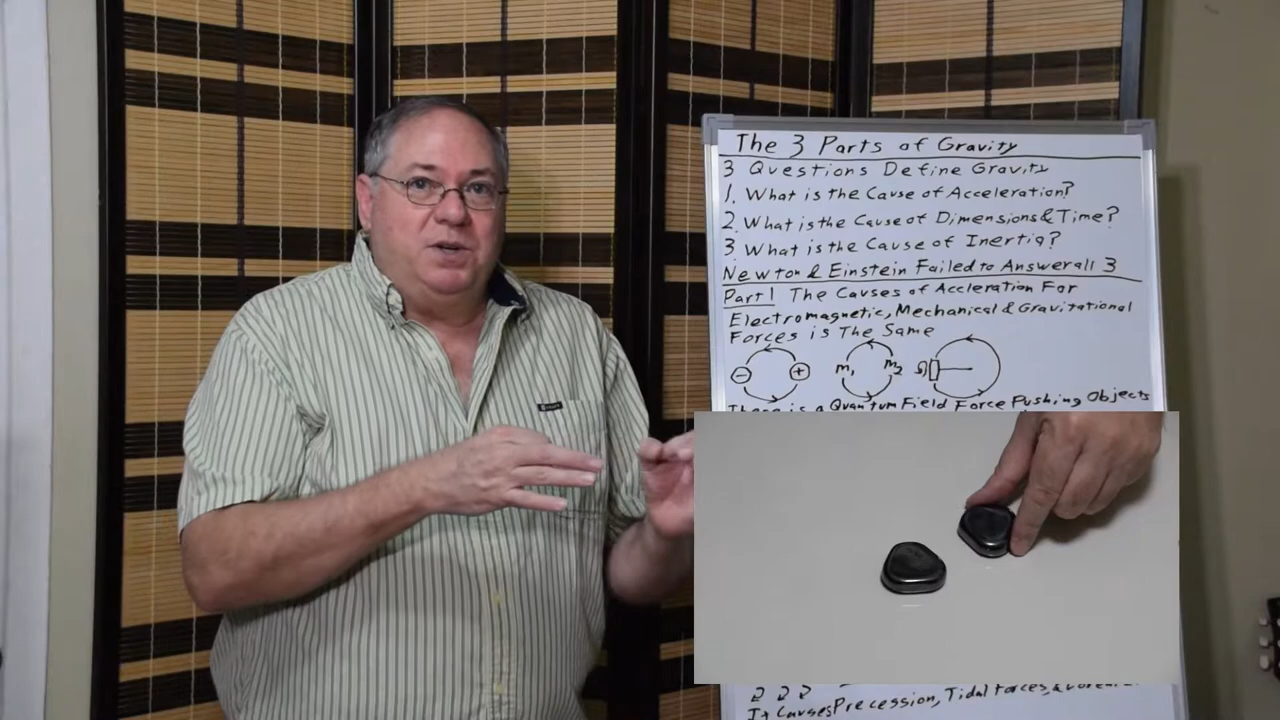 The 3 Parts of Gravity
3 Questions Define Gravity
1. What is the Cause of Acceleration?
2. What is the Cause of Dimensions & Time?
3. What is the Cause of Inertia?
Newton & Einstein Failed to Answer all 3
Part 1 The Causes of Accleration For
Electromagnetic, Mechanical & Gravitational
Forces is The Same
- + m1 m2
There is a Quantum Field Force Pushing Objects
It Causes Precession, Tidal Forces, &